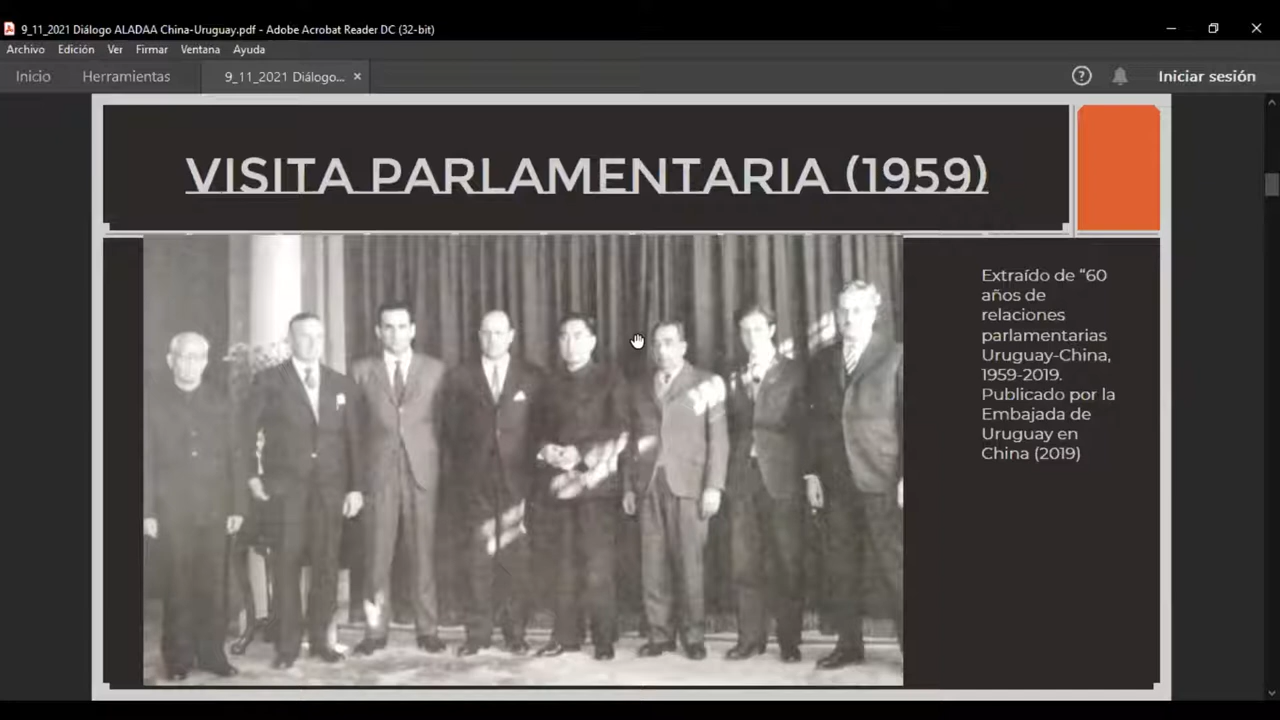 9_11_2021 Diálogo ALADAA China-Uruguay.pdf - Adobe Acrobat Reader DC (32-bit)
Archivo Edición Ver Firmar Ventana Ayuda
Inicio Herramientas 9_11_2021 Diálogo... × Iniciar sesión
VISITA PARLAMENTARIA (1959)
Extraído de “60
años de
relaciones
parlamentarias
Uruguay-China,
1959-2019.
Publicado por la
Embajada de
Uruguay en
China (2019)